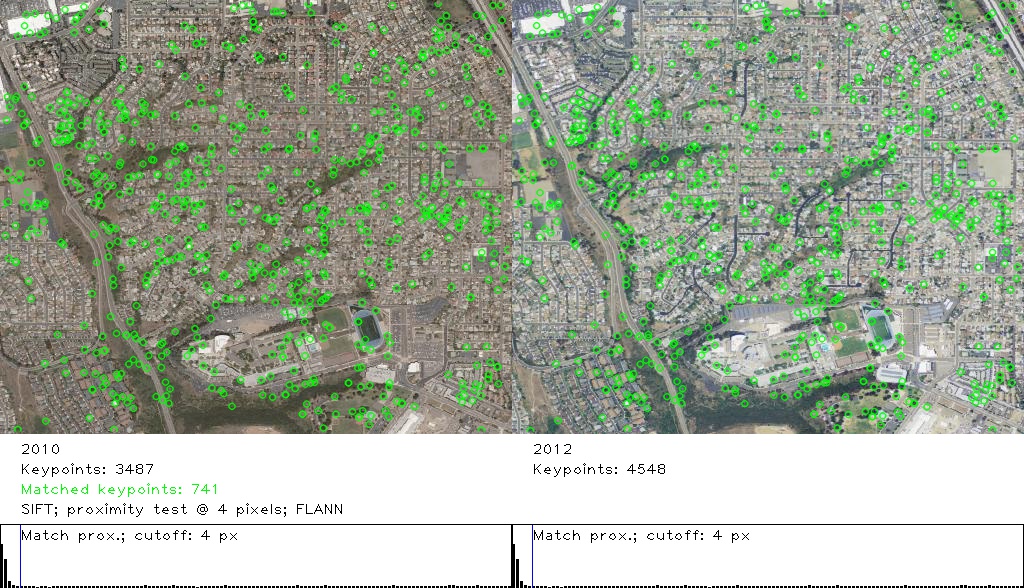 2010
Keypoints: 3487
Matched keypoints: 741
SIFT; proximity test @ 4 pixels; FLANN
2012
Keypoints: 4548
Match prox.; cutoff: 4 px
Match prox.; cutoff: 4 px